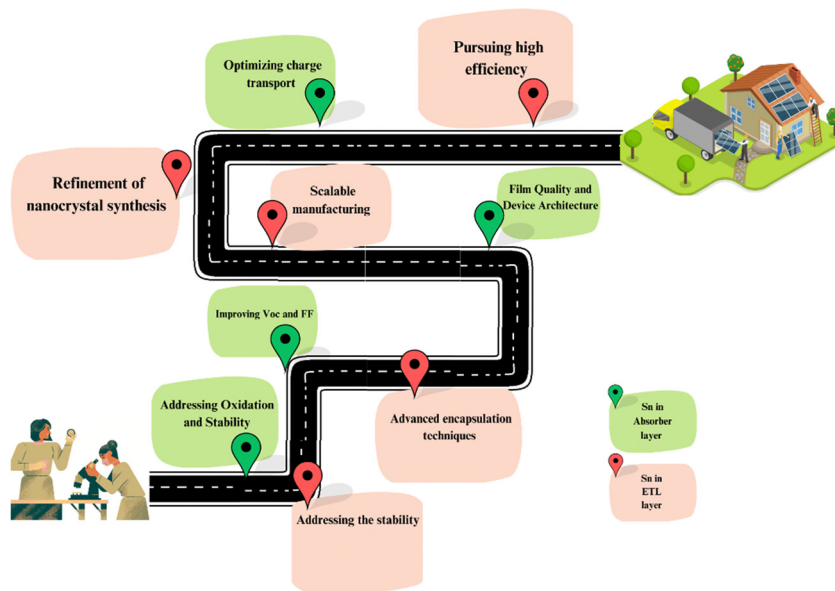 Optimizing charge
transport
Pursuing high
efficiency
Refinement of
nanocrystal synthesis
Scalable
manufacturing
Film Quality and
Device Architecture
Improving Voc and FF
Addressing Oxidation
and Stability
Advanced encapsulation
techniques
Addressing the stability
Sn in
Absorber
layer
Sn in
ETL
layer